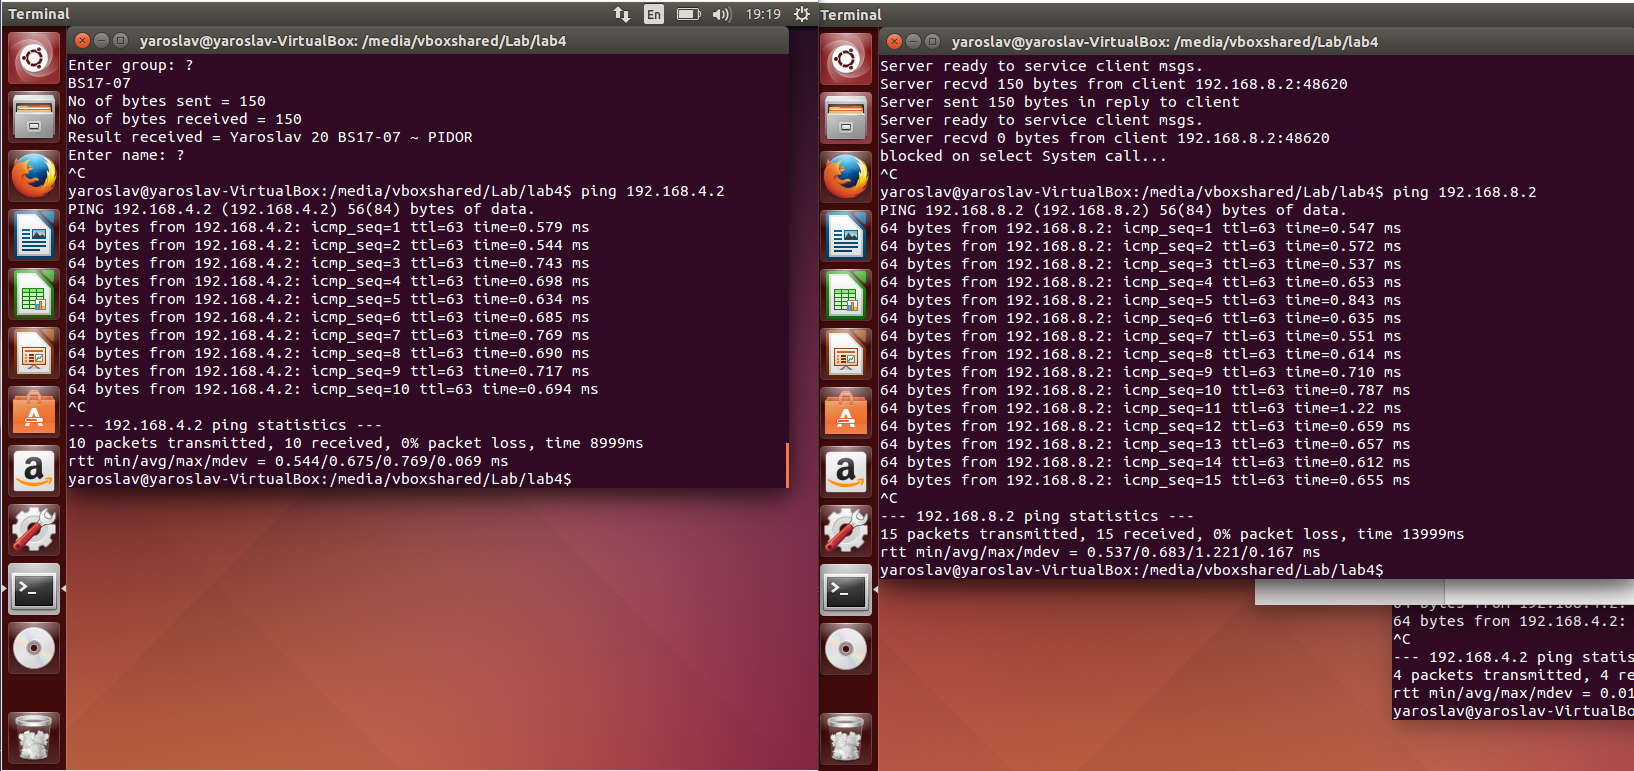 Terminal
En
19:19
yaroslav@yaroslav-VirtualBox: /media/vboxshared/Lab/lab4
Enter group: ?
BS17-07
No of bytes sent = 150
No of bytes received = 150
Result received = Yaroslav 20 BS17-07 ~ PIDOR
Enter name: ?
^C
yaroslav@yaroslav-VirtualBox:/media/vboxshared/Lab/lab4$ ping 192.168.4.2
PING 192.168.4.2 (192.168.4.2) 56(84) bytes of data.
64 bytes from 192.168.4.2: icmp_seq=1 ttl=63 time=0.579 ms
64 bytes from 192.168.4.2: icmp_seq=2 ttl=63 time=0.544 ms
64 bytes from 192.168.4.2: icmp_seq=3 ttl=63 time=0.743 ms
64 bytes from 192.168.4.2: icmp_seq=4 ttl=63 time=0.698 ms
64 bytes from 192.168.4.2: icmp_seq=5 ttl=63 time=0.634 ms
64 bytes from 192.168.4.2: icmp_seq=6 ttl=63 time=0.685 ms
64 bytes from 192.168.4.2: icmp_seq=7 ttl=63 time=0.769 ms
64 bytes from 192.168.4.2: icmp_seq=8 ttl=63 time=0.690 ms
64 bytes from 192.168.4.2: icmp_seq=9 ttl=63 time=0.717 ms
64 bytes from 192.168.4.2: icmp_seq=10 ttl=63 time=0.694 ms
^C
--- 192.168.4.2 ping statistics ---
10 packets transmitted, 10 received, 0% packet loss, time 8999ms
rtt min/avg/max/mdev = 0.544/0.675/0.769/0.069 ms
yaroslav@yaroslav-VirtualBox:/media/vboxshared/Lab/lab4$
Terminal
yaroslav@yaroslav-VirtualBox: /media/vboxshared/Lab/lab4
Server ready to service client msgs.
Server recvd 150 bytes from client 192.168.8.2:48620
Server sent 150 bytes in reply to client
Server ready to service client msgs.
Server recvd 0 bytes from client 192.168.8.2:48620
blocked on select System call...
^C
yaroslav@yaroslav-VirtualBox:/media/vboxshared/Lab/lab4$ ping 192.168.8.2
PING 192.168.8.2 (192.168.8.2) 56(84) bytes of data.
64 bytes from 192.168.8.2: icmp_seq=1 ttl=63 time=0.547 ms
64 bytes from 192.168.8.2: icmp_seq=2 ttl=63 time=0.572 ms
64 bytes from 192.168.8.2: icmp_seq=3 ttl=63 time=0.537 ms
64 bytes from 192.168.8.2: icmp_seq=4 ttl=63 time=0.653 ms
64 bytes from 192.168.8.2: icmp_seq=5 ttl=63 time=0.843 ms
64 bytes from 192.168.8.2: icmp_seq=6 ttl=63 time=0.635 ms
64 bytes from 192.168.8.2: icmp_seq=7 ttl=63 time=0.551 ms
64 bytes from 192.168.8.2: icmp_seq=8 ttl=63 time=0.614 ms
64 bytes from 192.168.8.2: icmp_seq=9 ttl=63 time=0.710 ms
64 bytes from 192.168.8.2: icmp_seq=10 ttl=63 time=0.787 ms
64 bytes from 192.168.8.2: icmp_seq=11 ttl=63 time=1.22 ms
64 bytes from 192.168.8.2: icmp_seq=12 ttl=63 time=0.659 ms
64 bytes from 192.168.8.2: icmp_seq=13 ttl=63 time=0.657 ms
64 bytes from 192.168.8.2: icmp_seq=14 ttl=63 time=0.612 ms
64 bytes from 192.168.8.2: icmp_seq=15 ttl=63 time=0.655 ms
^C
--- 192.168.8.2 ping statistics ---
15 packets transmitted, 15 received, 0% packet loss, time 13999ms
rtt min/avg/max/mdev = 0.537/0.683/1.221/0.167 ms
yaroslav@yaroslav-VirtualBox:/media/vboxshared/Lab/lab4$
64 bytes from 192.168.4.2:
64 bytes from 192.168.4.2:
^C
--- 192.168.4.2 ping statis
4 packets transmitted, 4 re
rtt min/avg/max/mdev = 0.01
yaroslav@yaroslav-VirtualBo